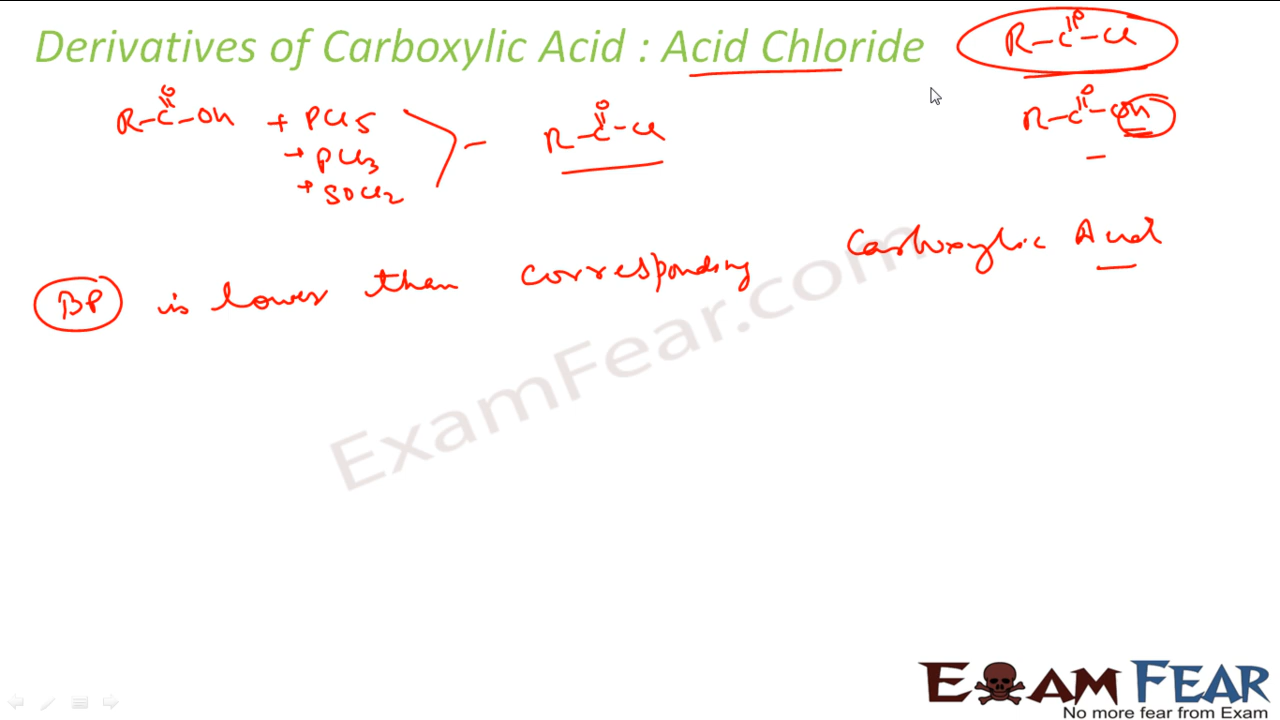 Derivatives of Carboxylic Acid : Acid Chloride
R-C-Cl
O
R-C-OH + PCl5
O
+ PCl3
+ SOCl2
R-C-Cl
O
R-C-OH
O
BP is lower than corresponding Carboxylic Acid
ExamFear.com
EXAM FEAR
No more fear from Exam